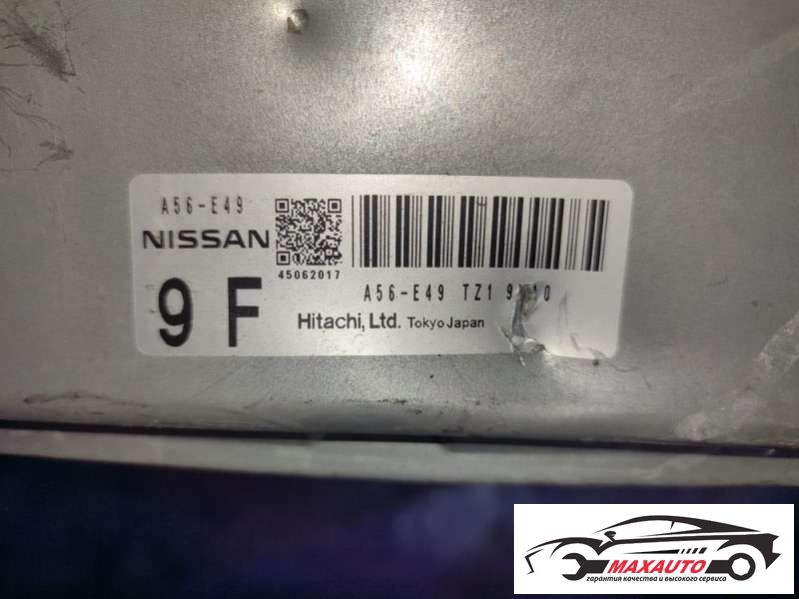 A56-E49
NISSAN
45062017
9 F
A56-E49 TZ1
Hitachi, Ltd. Tokyo Japan
MAXAUTO
гарантия качества и высокого сервиса